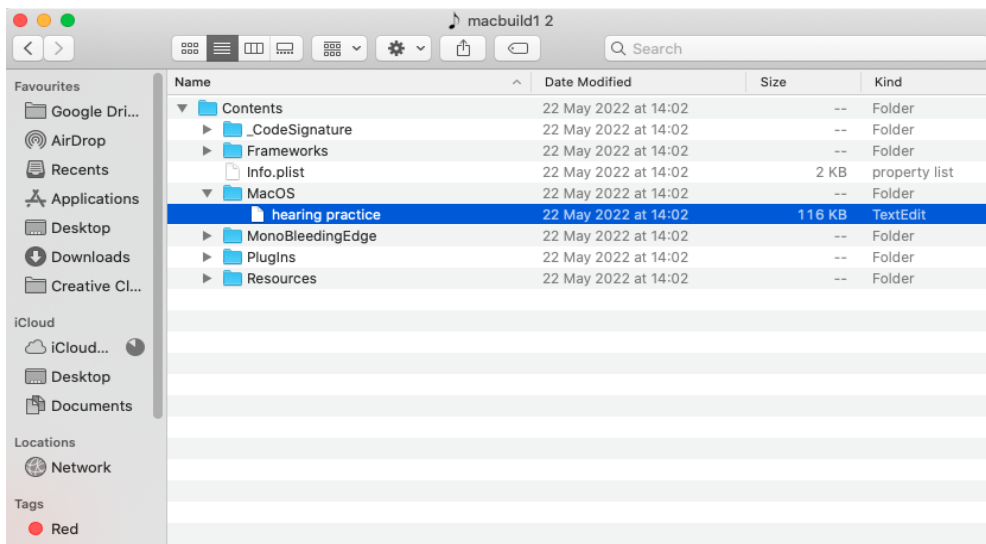 macbuild1 2
Search
Favourites
Google Dri...
AirDrop
Recents
Applications
Desktop
Downloads
Creative Cl...
iCloud
iCloud...
Desktop
Documents
Locations
Network
Tags
Red
Name Date Modified Size Kind
Contents 22 May 2022 at 14:02 -- Folder
_CodeSignature 22 May 2022 at 14:02 -- Folder
Frameworks 22 May 2022 at 14:02 -- Folder
Info.plist 22 May 2022 at 14:02 2 KB property list
MacOS 22 May 2022 at 14:02 -- Folder
hearing practice 22 May 2022 at 14:02 116 KB TextEdit
MonoBleedingEdge 22 May 2022 at 14:02 -- Folder
PlugIns 22 May 2022 at 14:02 -- Folder
Resources 22 May 2022 at 14:02 -- Folder